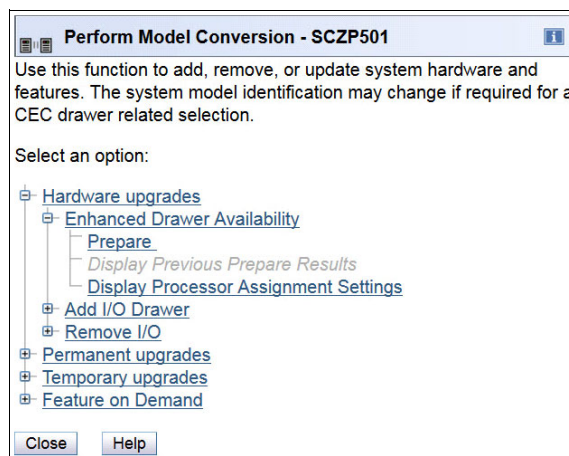 Perform Model Conversion - SCZP501
Use this function to add, remove, or update system hardware and
features. The system model identification may change if required for a
CEC drawer related selection.
Select an option:
Hardware upgrades
Enhanced Drawer Availability
Prepare
Display Previous Prepare Results
Display Processor Assignment Settings
Add I/O Drawer
Remove I/O
Permanent upgrades
Temporary upgrades
Feature on Demand
Close Help